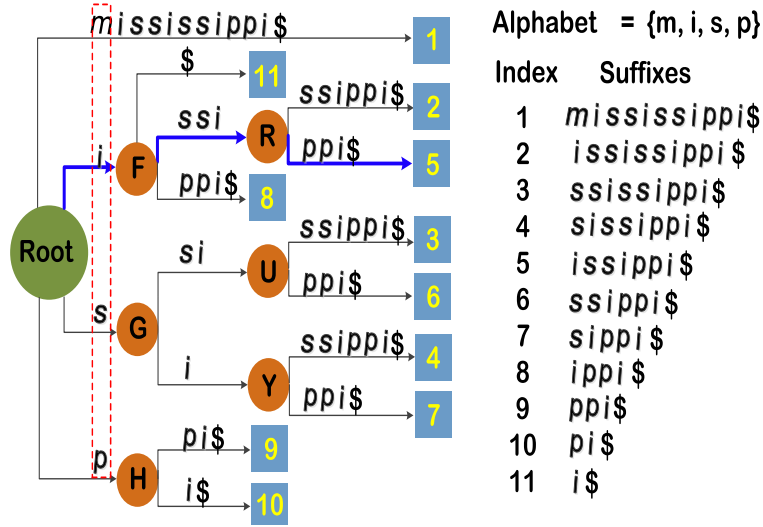 mississippi$
1
Alphabet = {m, i, s, p}
$
11
Index Suffixes
ssi
R
ssippi$
2
i
F
ppi$
5
ppi$
8
Root
si
U
ssippi$
3
ppi$
6
s
G
i
Y
ssippi$
4
ppi$
7
p
H
pi$
9
i$
10
1 mississippi$
2 ississippi$
3 ssissippi$
4 sissippi$
5 issippi$
6 ssippi$
7 sippi$
8 ippi$
9 ppi$
10 pi$
11 i$